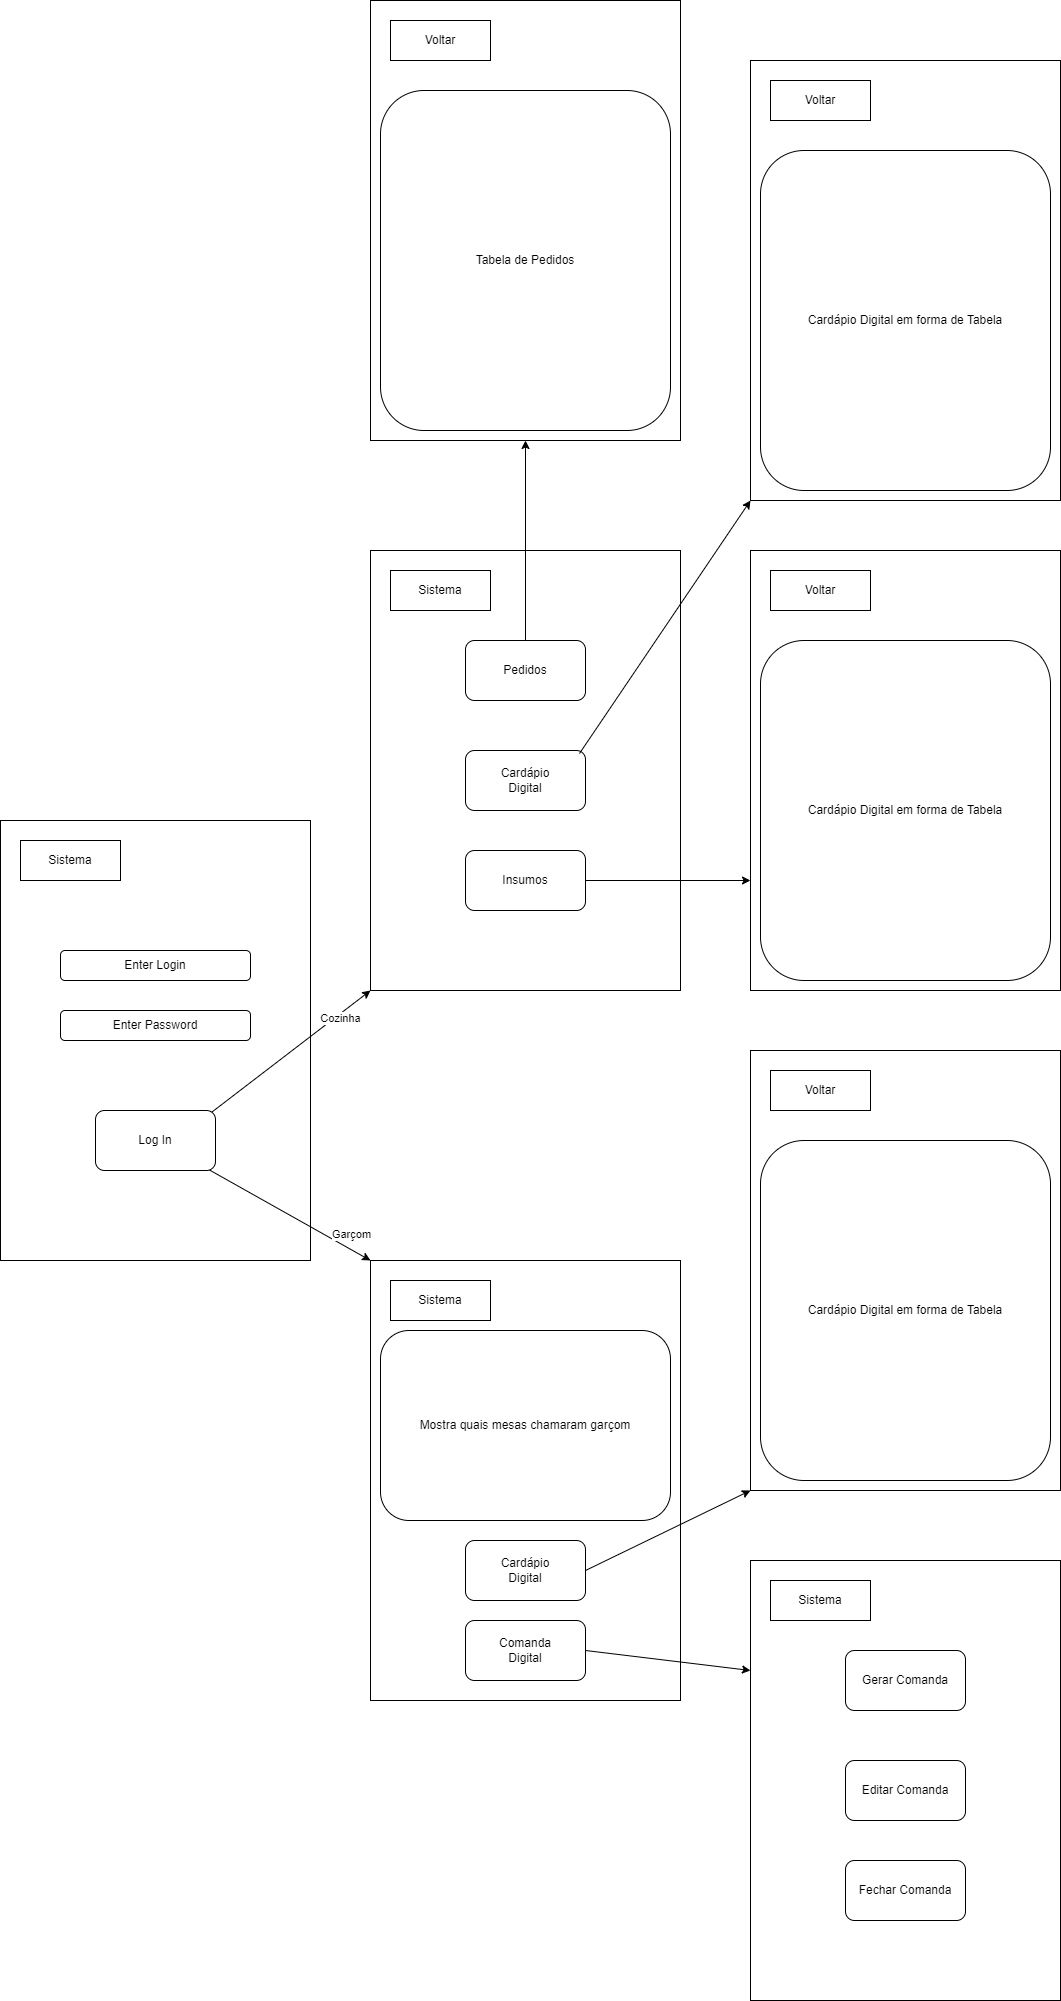 Voltar
Tabela de Pedidos
Voltar
Cardápio Digital em forma de Tabela
Sistema
Pedidos
Cardápio
Digital
Insumos
Voltar
Cardápio Digital em forma de Tabela
Sistema
Enter Login
Enter Password
Log In
Cozinha
Garçom
Sistema
Mostra quais mesas chamaram garçom
Cardápio
Digital
Comanda
Digital
Voltar
Cardápio Digital em forma de Tabela
Sistema
Gerar Comanda
Editar Comanda
Fechar Comanda